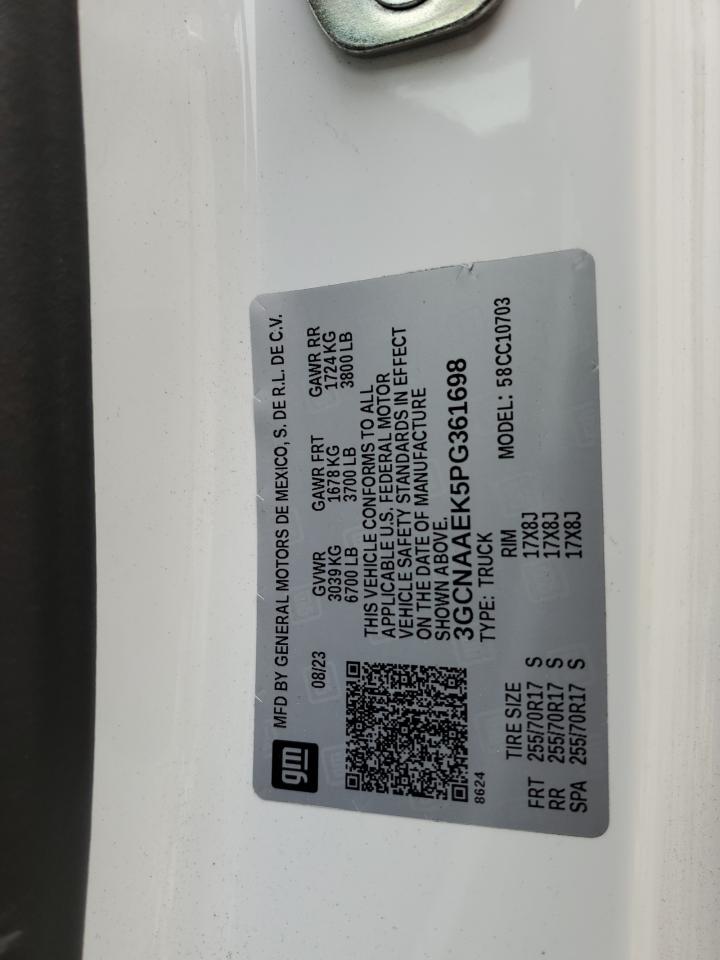 gm
MFD BY GENERAL MOTORS DE MEXICO, S. DE R.L. DE C.V.
08/23
GVWR GAWR FRT GAWR RR
3039 KG 1678 KG 1724 KG
6700 LB 3700 LB 3800 LB
THIS VEHICLE CONFORMS TO ALL
APPLICABLE U.S. FEDERAL MOTOR
VEHICLE SAFETY STANDARDS IN EFFECT
ON THE DATE OF MANUFACTURE
SHOWN ABOVE.
3GCNAAEK5PG361698
8624
TYPE: TRUCK MODEL: 58CC10703
TIRE SIZE RIM
FRT 255/70R17 S 17X8J
RR 255/70R17 S 17X8J
SPA 255/70R17 S 17X8J